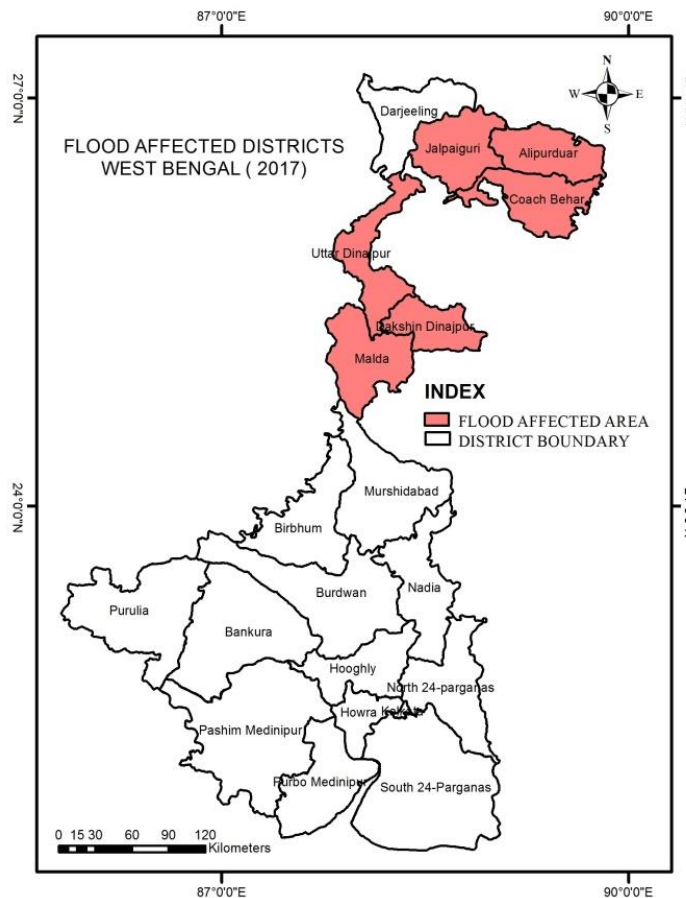 87°0'0"E
90°0'0"E
27°0'0"N
N
W
E
S
FLOOD AFFECTED DISTRICTS
WEST BENGAL ( 2017)
Darjeeling
Jalpaiguri
Alipurduar
Coach Behar
Uttar Dinajpur
Dakshin Dinajpur
Malda
INDEX
FLOOD AFFECTED AREA
DISTRICT BOUNDARY
24°0'0"N
Murshidabad
Birbhum
Burdwan
Nadia
Purulia
Bankura
Hooghly
North 24-parganas
Howra
Kolkata
Pashim Medinipur
Purbo Medinipur
South 24-Parganas
0 15 30 60 90 120
Kilometers
87°0'0"E
90°0'0"E